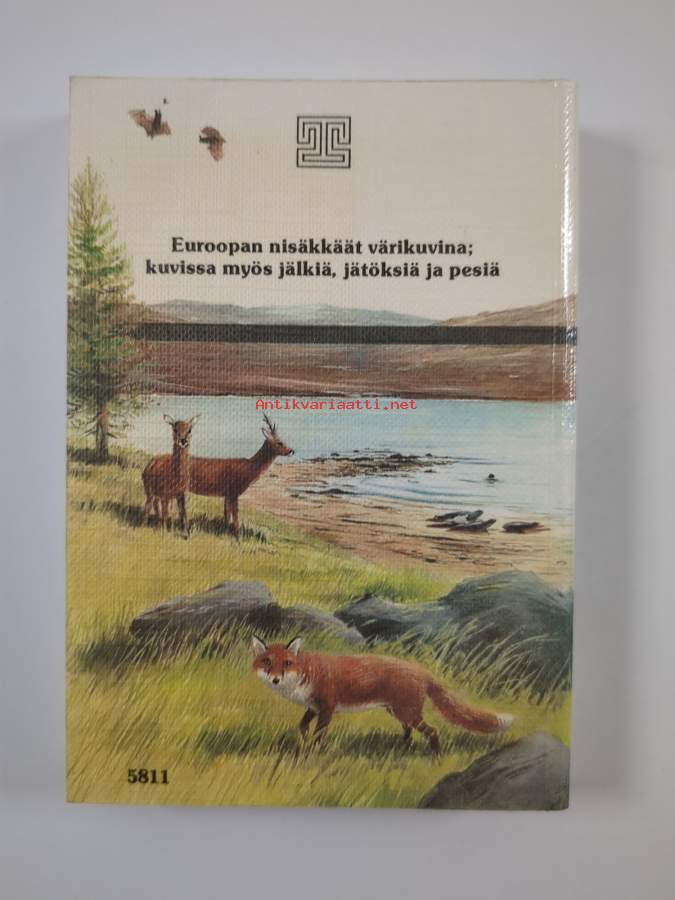 Euroopan nisäkkäät värikuvina;
kuvissa myös jälkiä, jätöksiä ja pesiä
Antikvariaatti.net
5811